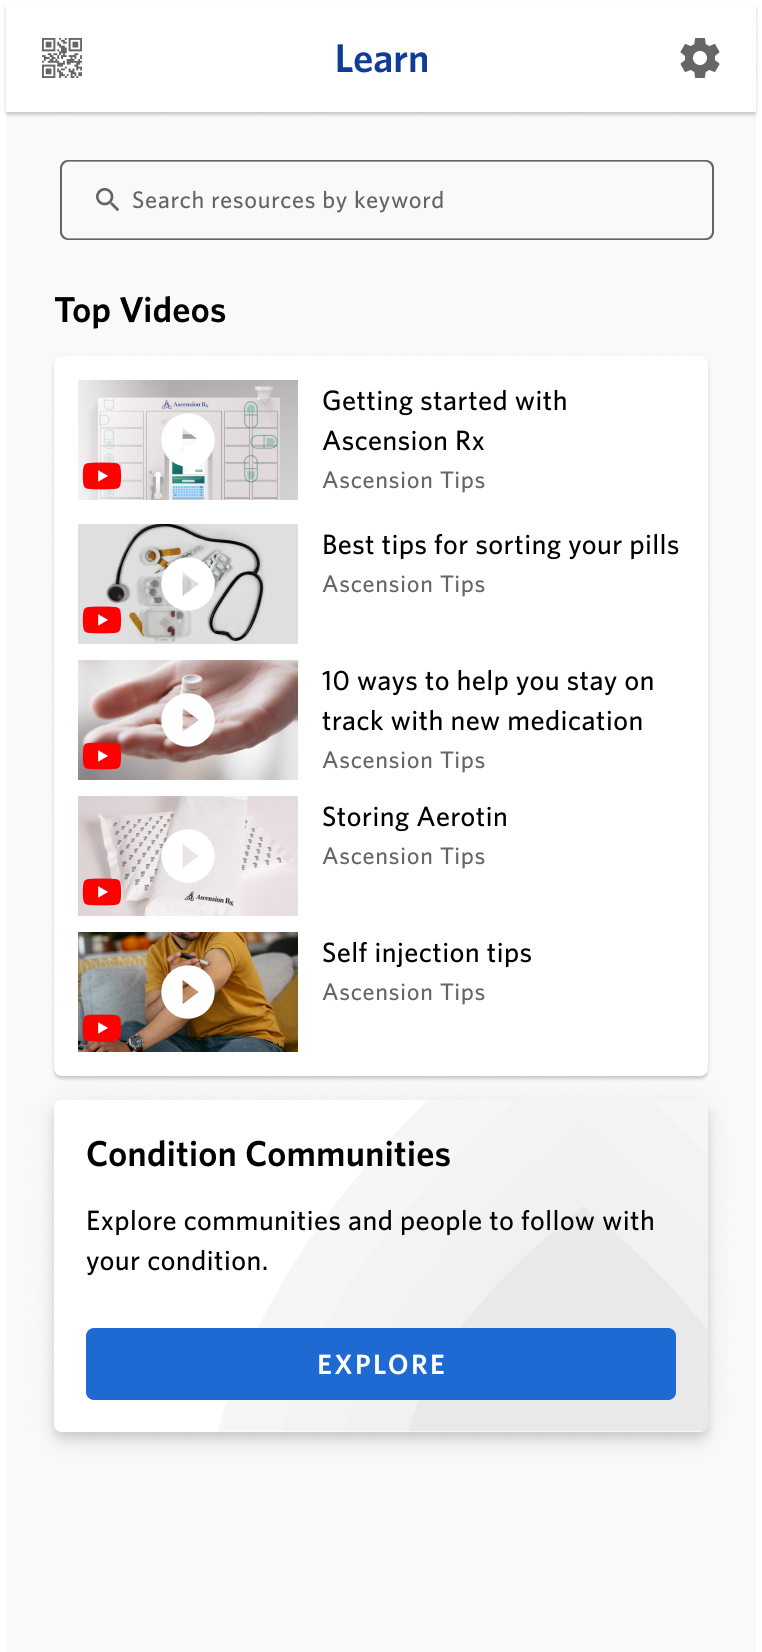 Learn
Search resources by keyword
Top Videos
Ascension Rx
Getting started with
Ascension Rx
Ascension Tips
Best tips for sorting your pills
Ascension Tips
10 ways to help you stay on
track with new medication
Ascension Tips
Ascension Rx
Storing Aerotin
Ascension Tips
Self injection tips
Ascension Tips
Condition Communities
Explore communities and people to follow with
your condition.
EXPLORE